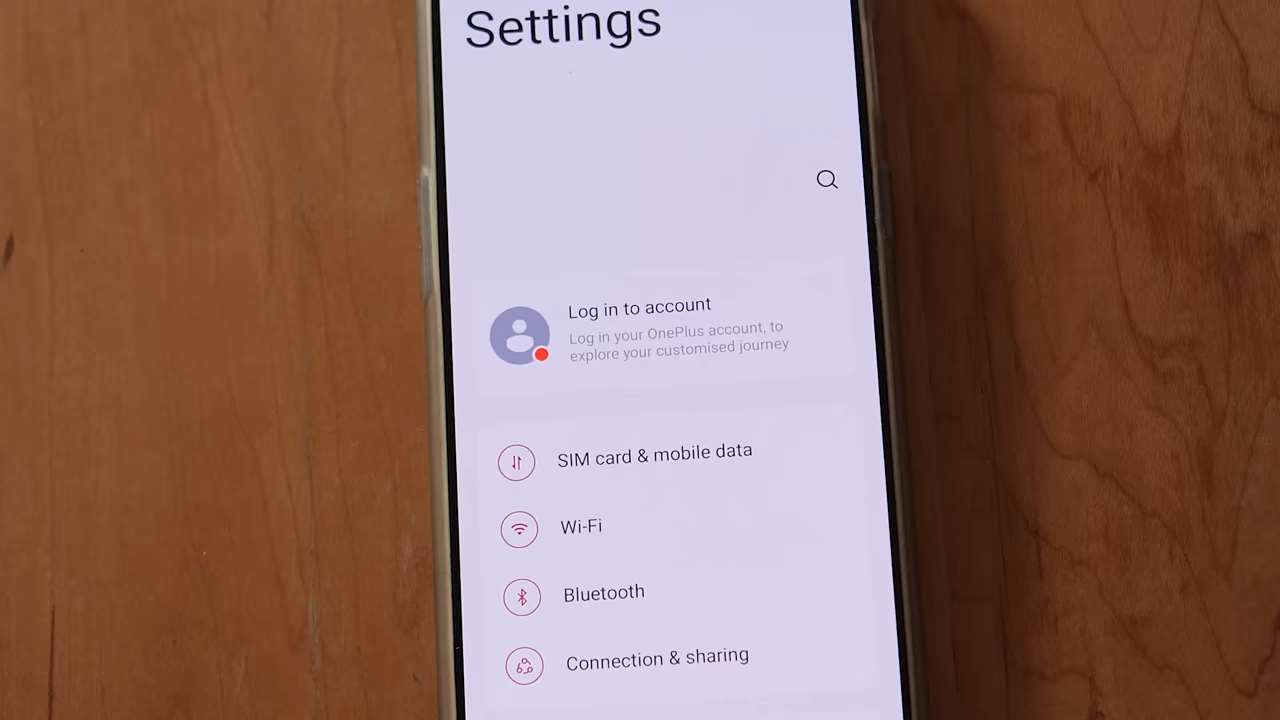 Settings
Log in to account
Log in your OnePlus account, to
explore your customised journey
SIM card & mobile data
Wi-Fi
Bluetooth
Connection & sharing